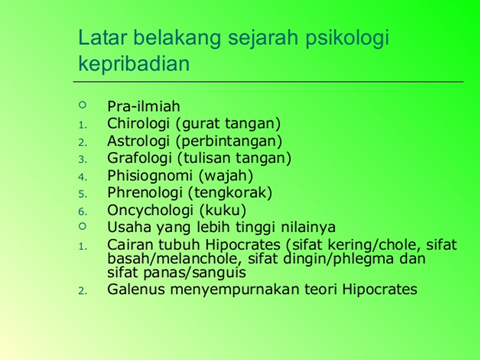 Latar belakang sejarah psikologi
kepribadian
Pra-ilmiah
1. Chirologi (gurat tangan)
2. Astrologi (perbintangan)
3. Grafologi (tulisan tangan)
4. Phisiognomi (wajah)
5. Phrenologi (tengkorak)
6. Oncychologi (kuku)
Usaha yang lebih tinggi nilainya
1. Cairan tubuh Hipocrates (sifat kering/chole, sifat
basah/melanchole, sifat dingin/phlegma dan
sifat panas/sanguis
2. Galenus menyempurnakan teori Hipocrates